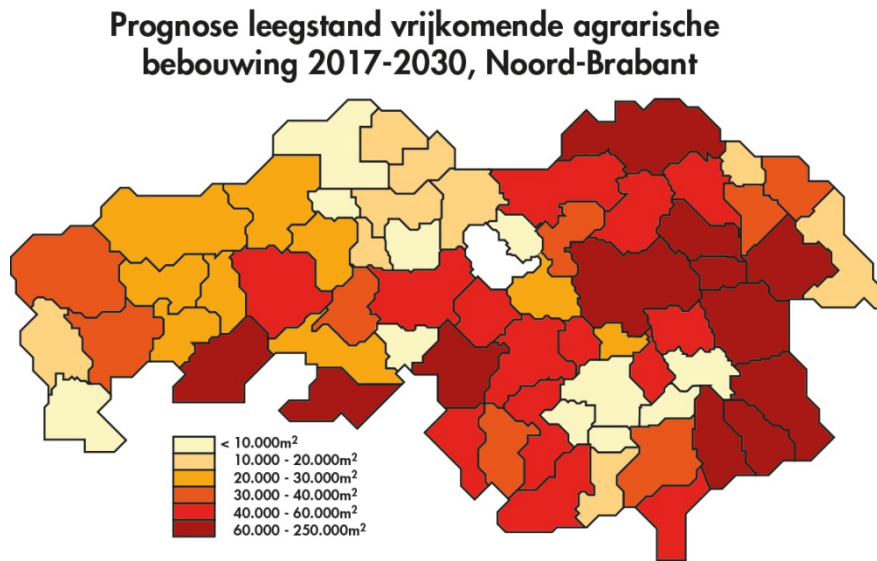 Prognose leegstand vrijkomende agrarische
bebouwing 2017-2030, Noord-Brabant
< 10.000m²
10.000 - 20.000m²
20.000 - 30.000m²
30.000 - 40.000m²
40.000 - 60.000m²
60.000 - 250.000m²